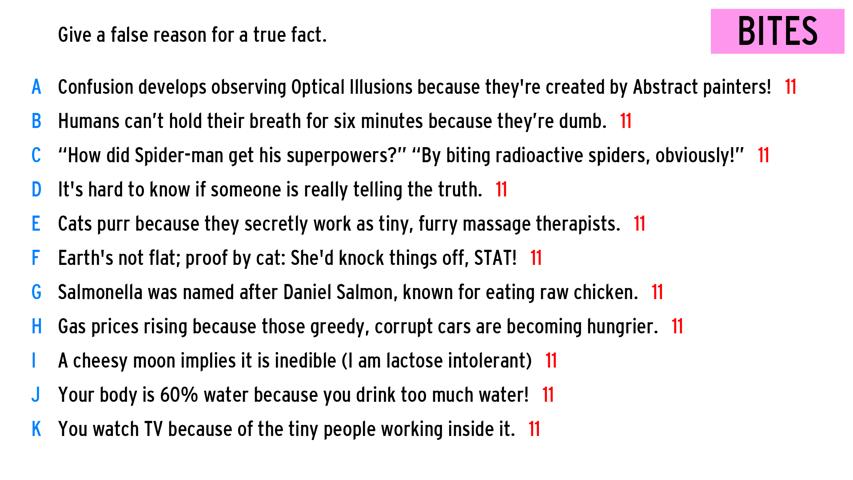 Give a false reason for a true fact.
BITES
A Confusion develops observing Optical Illusions because they're created by Abstract painters! 11
B Humans can’t hold their breath for six minutes because they’re dumb. 11
C “How did Spider-man get his superpowers?” “By biting radioactive spiders, obviously!” 11
D It's hard to know if someone is really telling the truth. 11
E Cats purr because they secretly work as tiny, furry massage therapists. 11
F Earth's not flat; proof by cat: She'd knock things off, STAT! 11
G Salmonella was named after Daniel Salmon, known for eating raw chicken. 11
H Gas prices rising because those greedy, corrupt cars are becoming hungrier. 11
I A cheesy moon implies it is inedible (I am lactose intolerant) 11
J Your body is 60% water because you drink too much water! 11
K You watch TV because of the tiny people working inside it. 11